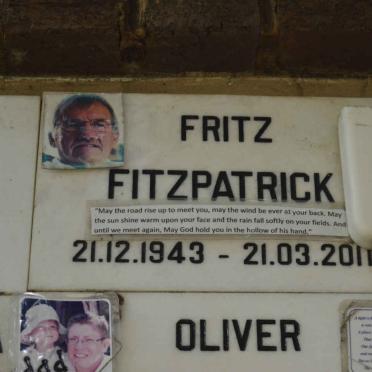 FRITZ
FITZPATRICK
"May the road rise up to meet you, may the wind be ever at your back. May
the sun shine warm upon your face and the rain fall softly on your fields. And
until we meet again, May God hold you in the hollow of his hand."
21.12.1943 - 21.03.2011
OLIVER
dad